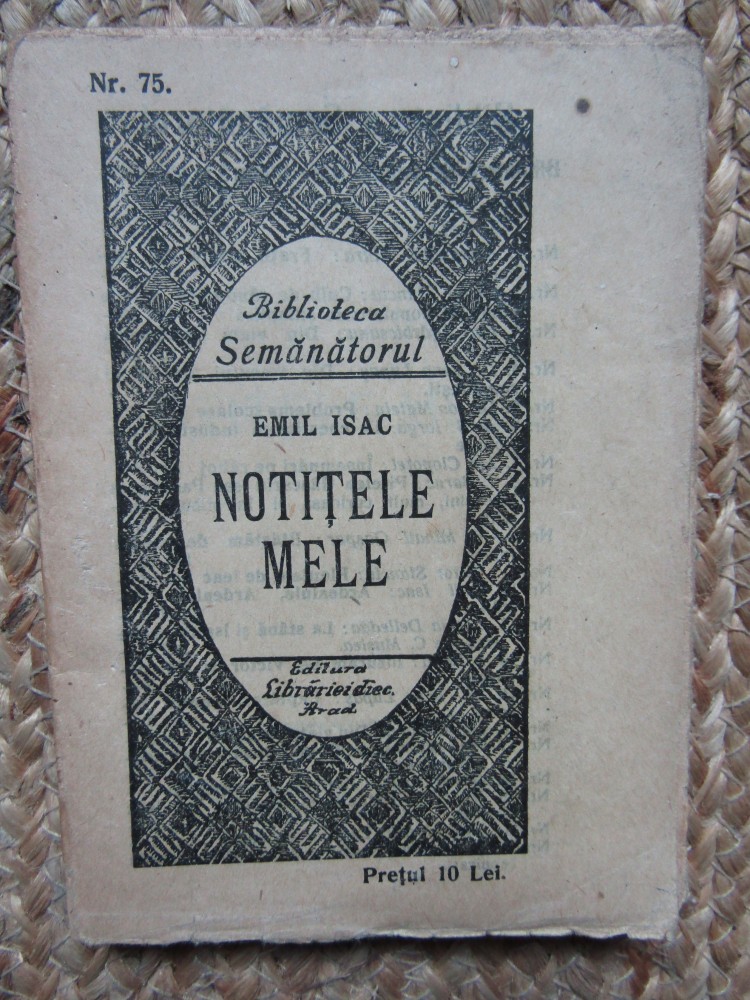 Nr. 75.
Biblioteca
Semănătorul
EMIL ISAC
NOTIȚELE
MELE
Editura
Librăriei diec.
Arad
Prețul 10 Lei.